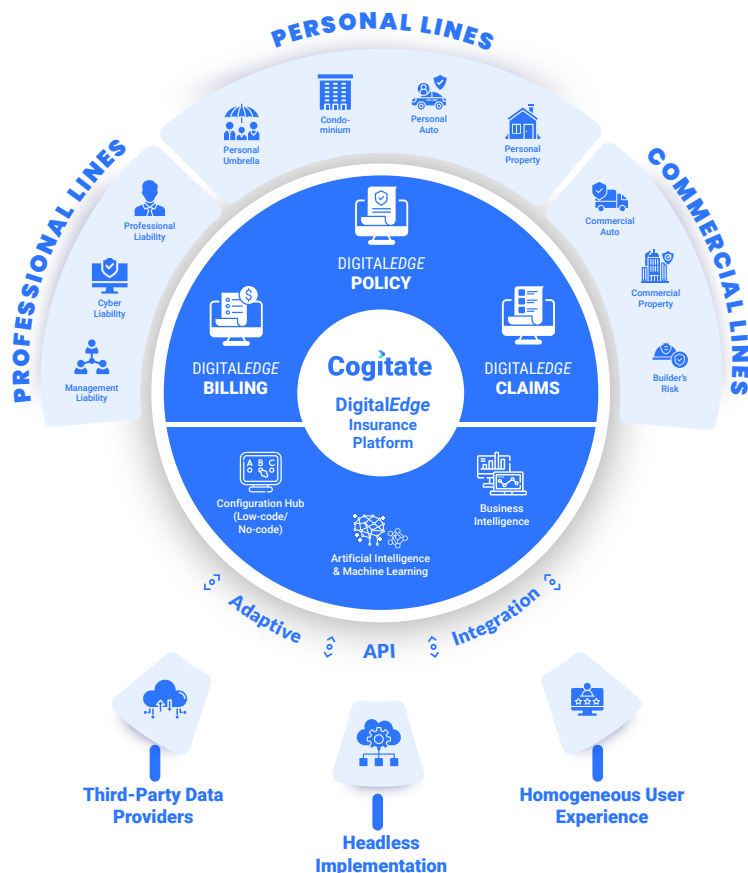 PERSONAL LINES
Personal
Umbrella
Condo-
minium
Personal
Auto
Personal
Property
PROFESSIONAL LINES
Professional
Liability
Cyber
Liability
Management
Liability
COMMERCIAL LINES
Commercial
Auto
Commercial
Property
Builder's
Risk
DIGITALEDGE
POLICY
DIGITALEDGE
BILLING
DIGITALEDGE
CLAIMS
Cogitate
DigitalEdge
Insurance
Platform
A B C
Configuration Hub
(Low-code/
No-code)
Artificial Intelligence
& Machine Learning
Business
Intelligence
Adaptive
API
Integration
Third-Party Data
Providers
Headless
Implementation
Homogeneous User
Experience